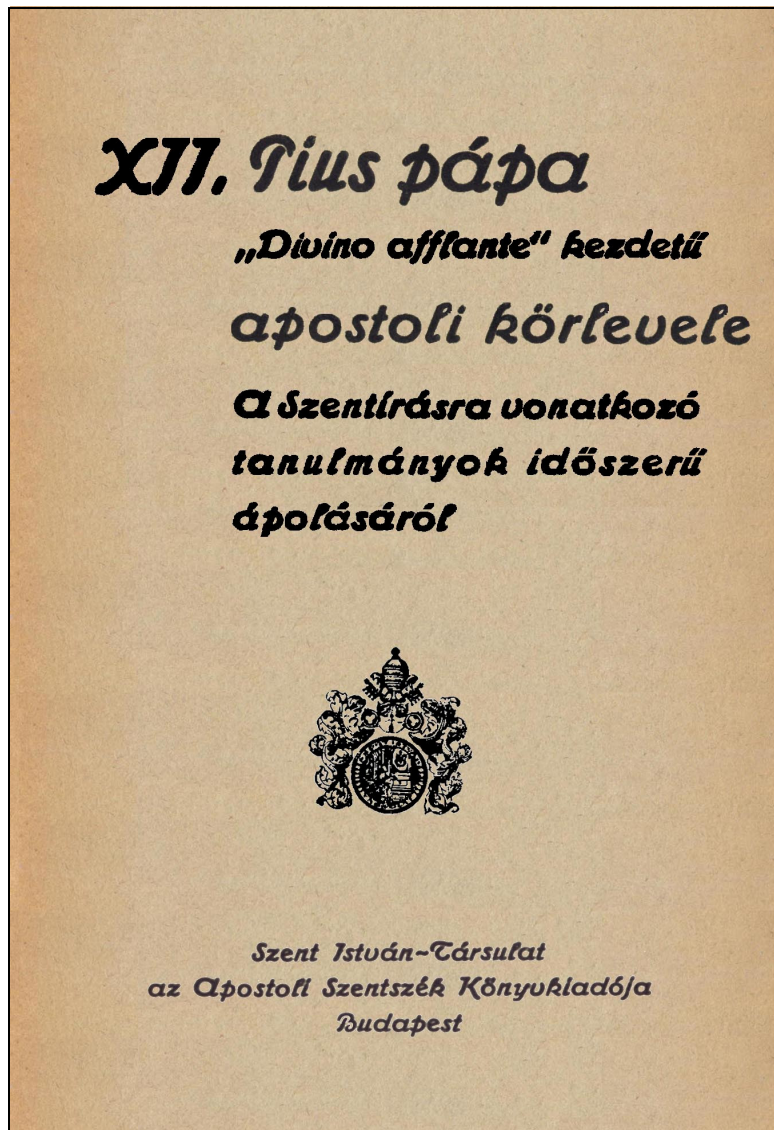 XII. Pius pápa
„Divino afflante" kezdetű
apostoli körlevele
a Szentírásra vonatkozó
tanulmányok időszerű
ápolásáról
Szent István-Társulat
az Apostoli Szentszék Könyvkiadója
Budapest